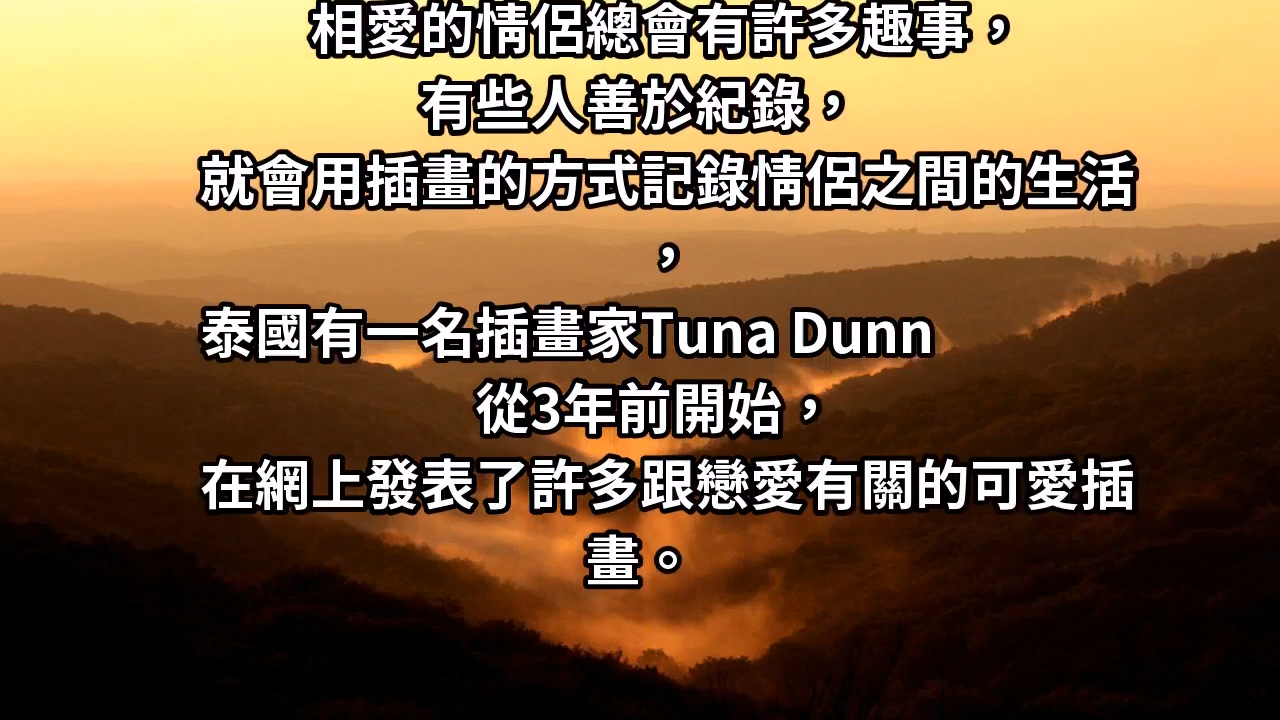 相愛的情侶總會有許多趣事，
有些人善於紀錄，
就會用插畫的方式記錄情侶之間的生活
，
泰國有一名插畫家Tuna Dunn
從3年前開始，
在網上發表了許多跟戀愛有關的可愛插
畫。